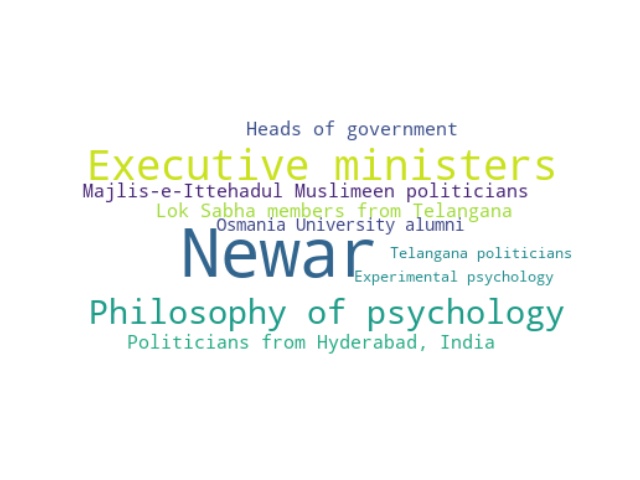 Heads of government
Executive ministers
Majlis-e-Ittehadul Muslimeen politicians
Lok Sabha members from Telangana
Osmania University alumni
Newar
Telangana politicians
Experimental psychology
Philosophy of psychology
Politicians from Hyderabad, India